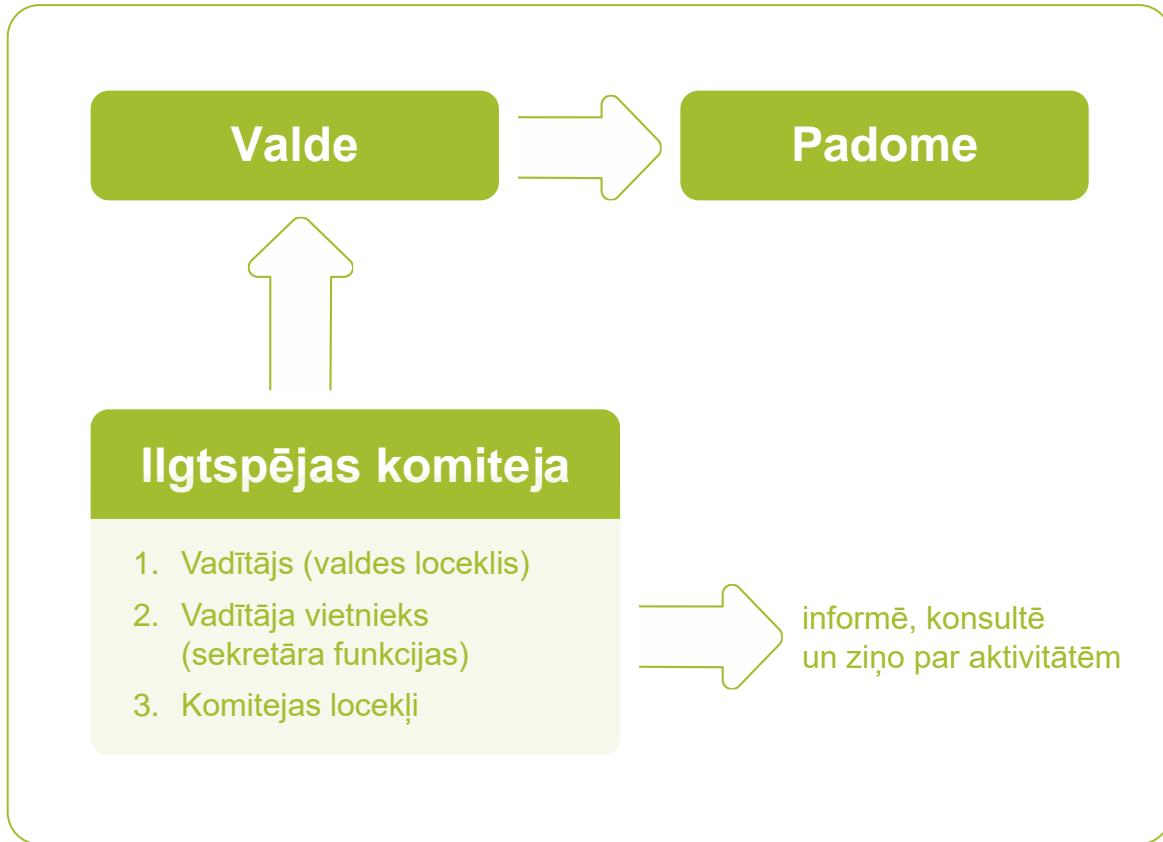 Valde
Padome
Ilgtspējas komiteja
1. Vadītājs (valdes loceklis)
2. Vadītāja vietnieks
(sekretāra funkcijas)
3. Komitejas locekļi
informē, konsultē
un ziņo par aktivitātēm